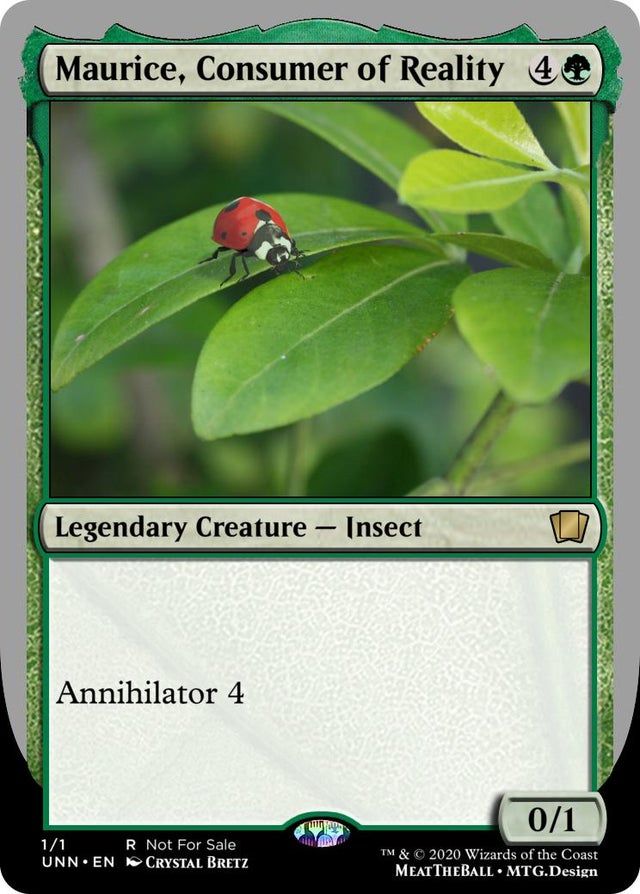 Maurice, Consumer of Reality 4
Legendary Creature — Insect
Annihilator 4
0/1
1/1 R Not For Sale
UNN • EN Crystal Bretz
™ & © 2020 Wizards of the Coast
MeatTheBall • MTG.Design